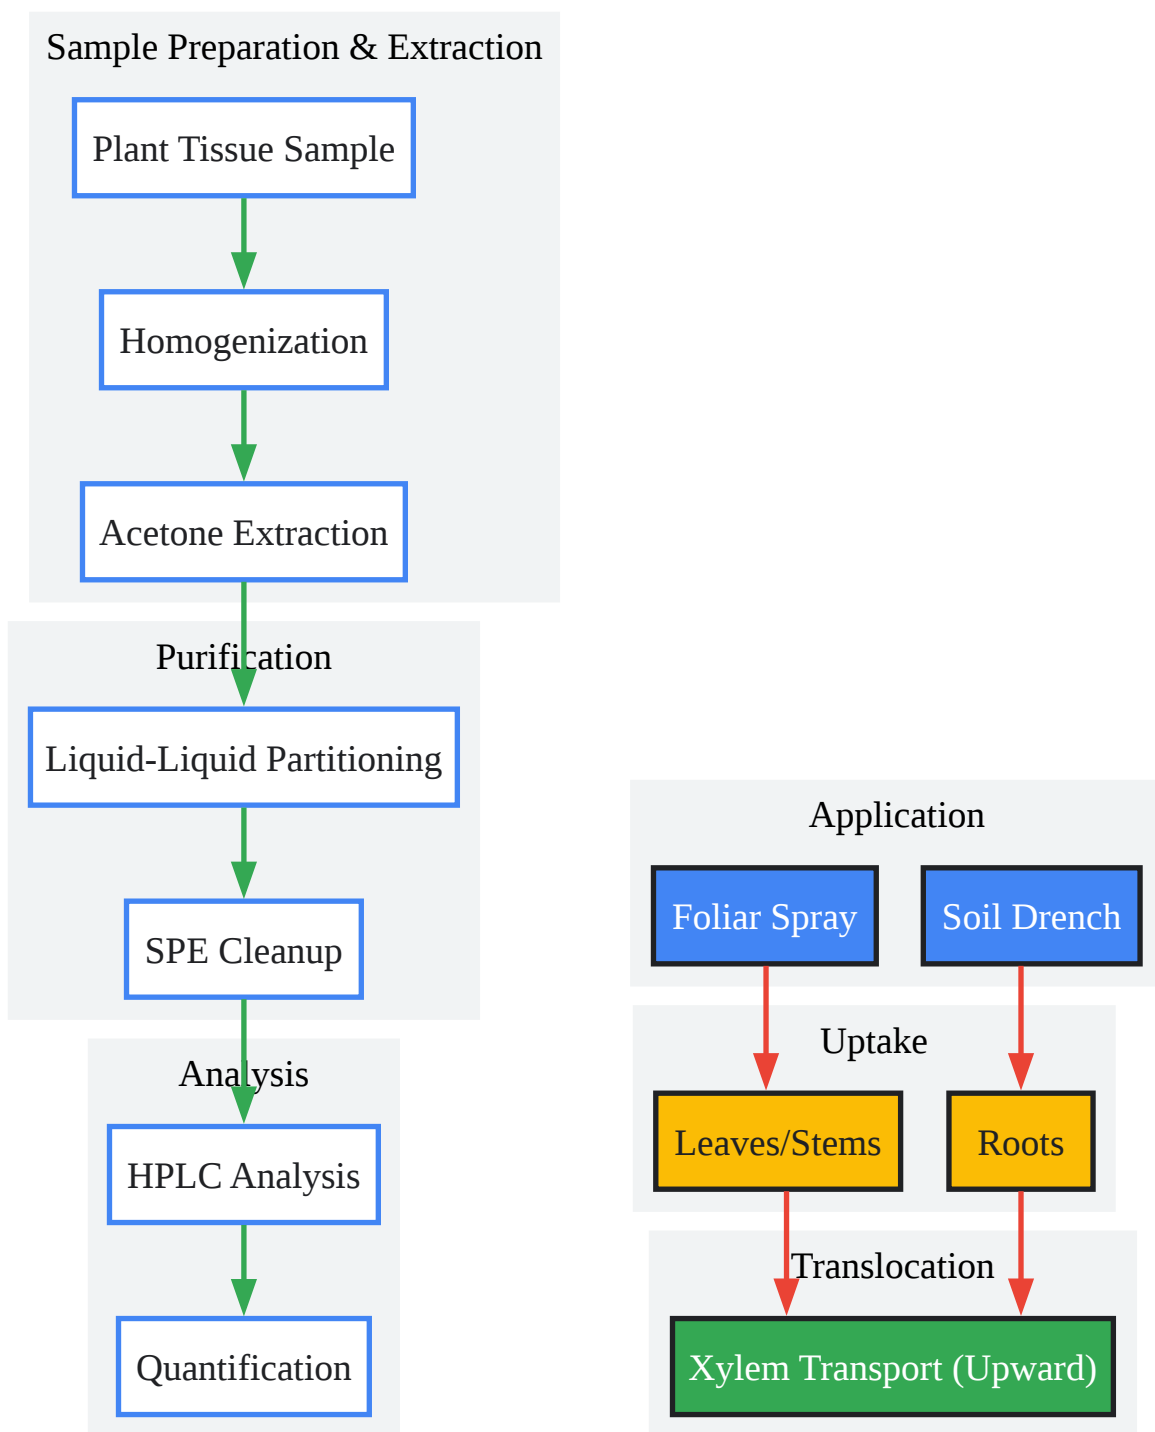 Sample Preparation & Extraction
Plant Tissue Sample
Homogenization
Acetone Extraction
Purification
Liquid-Liquid Partitioning
SPE Cleanup
Analysis
HPLC Analysis
Quantification
Application
Foliar Spray
Soil Drench
Uptake
Leaves/Stems
Roots
Translocation
Xylem Transport (Upward)